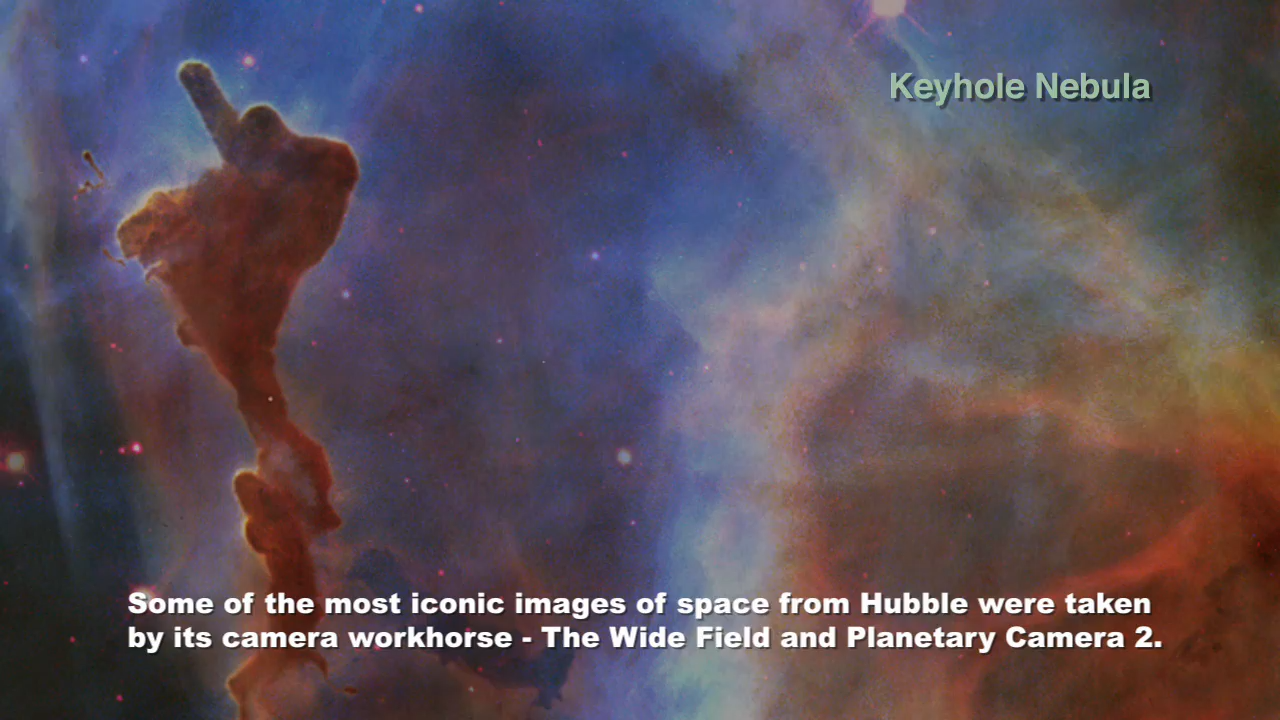 Keyhole Nebula
Some of the most iconic images of space from Hubble were taken
by its camera workhorse - The Wide Field and Planetary Camera 2.